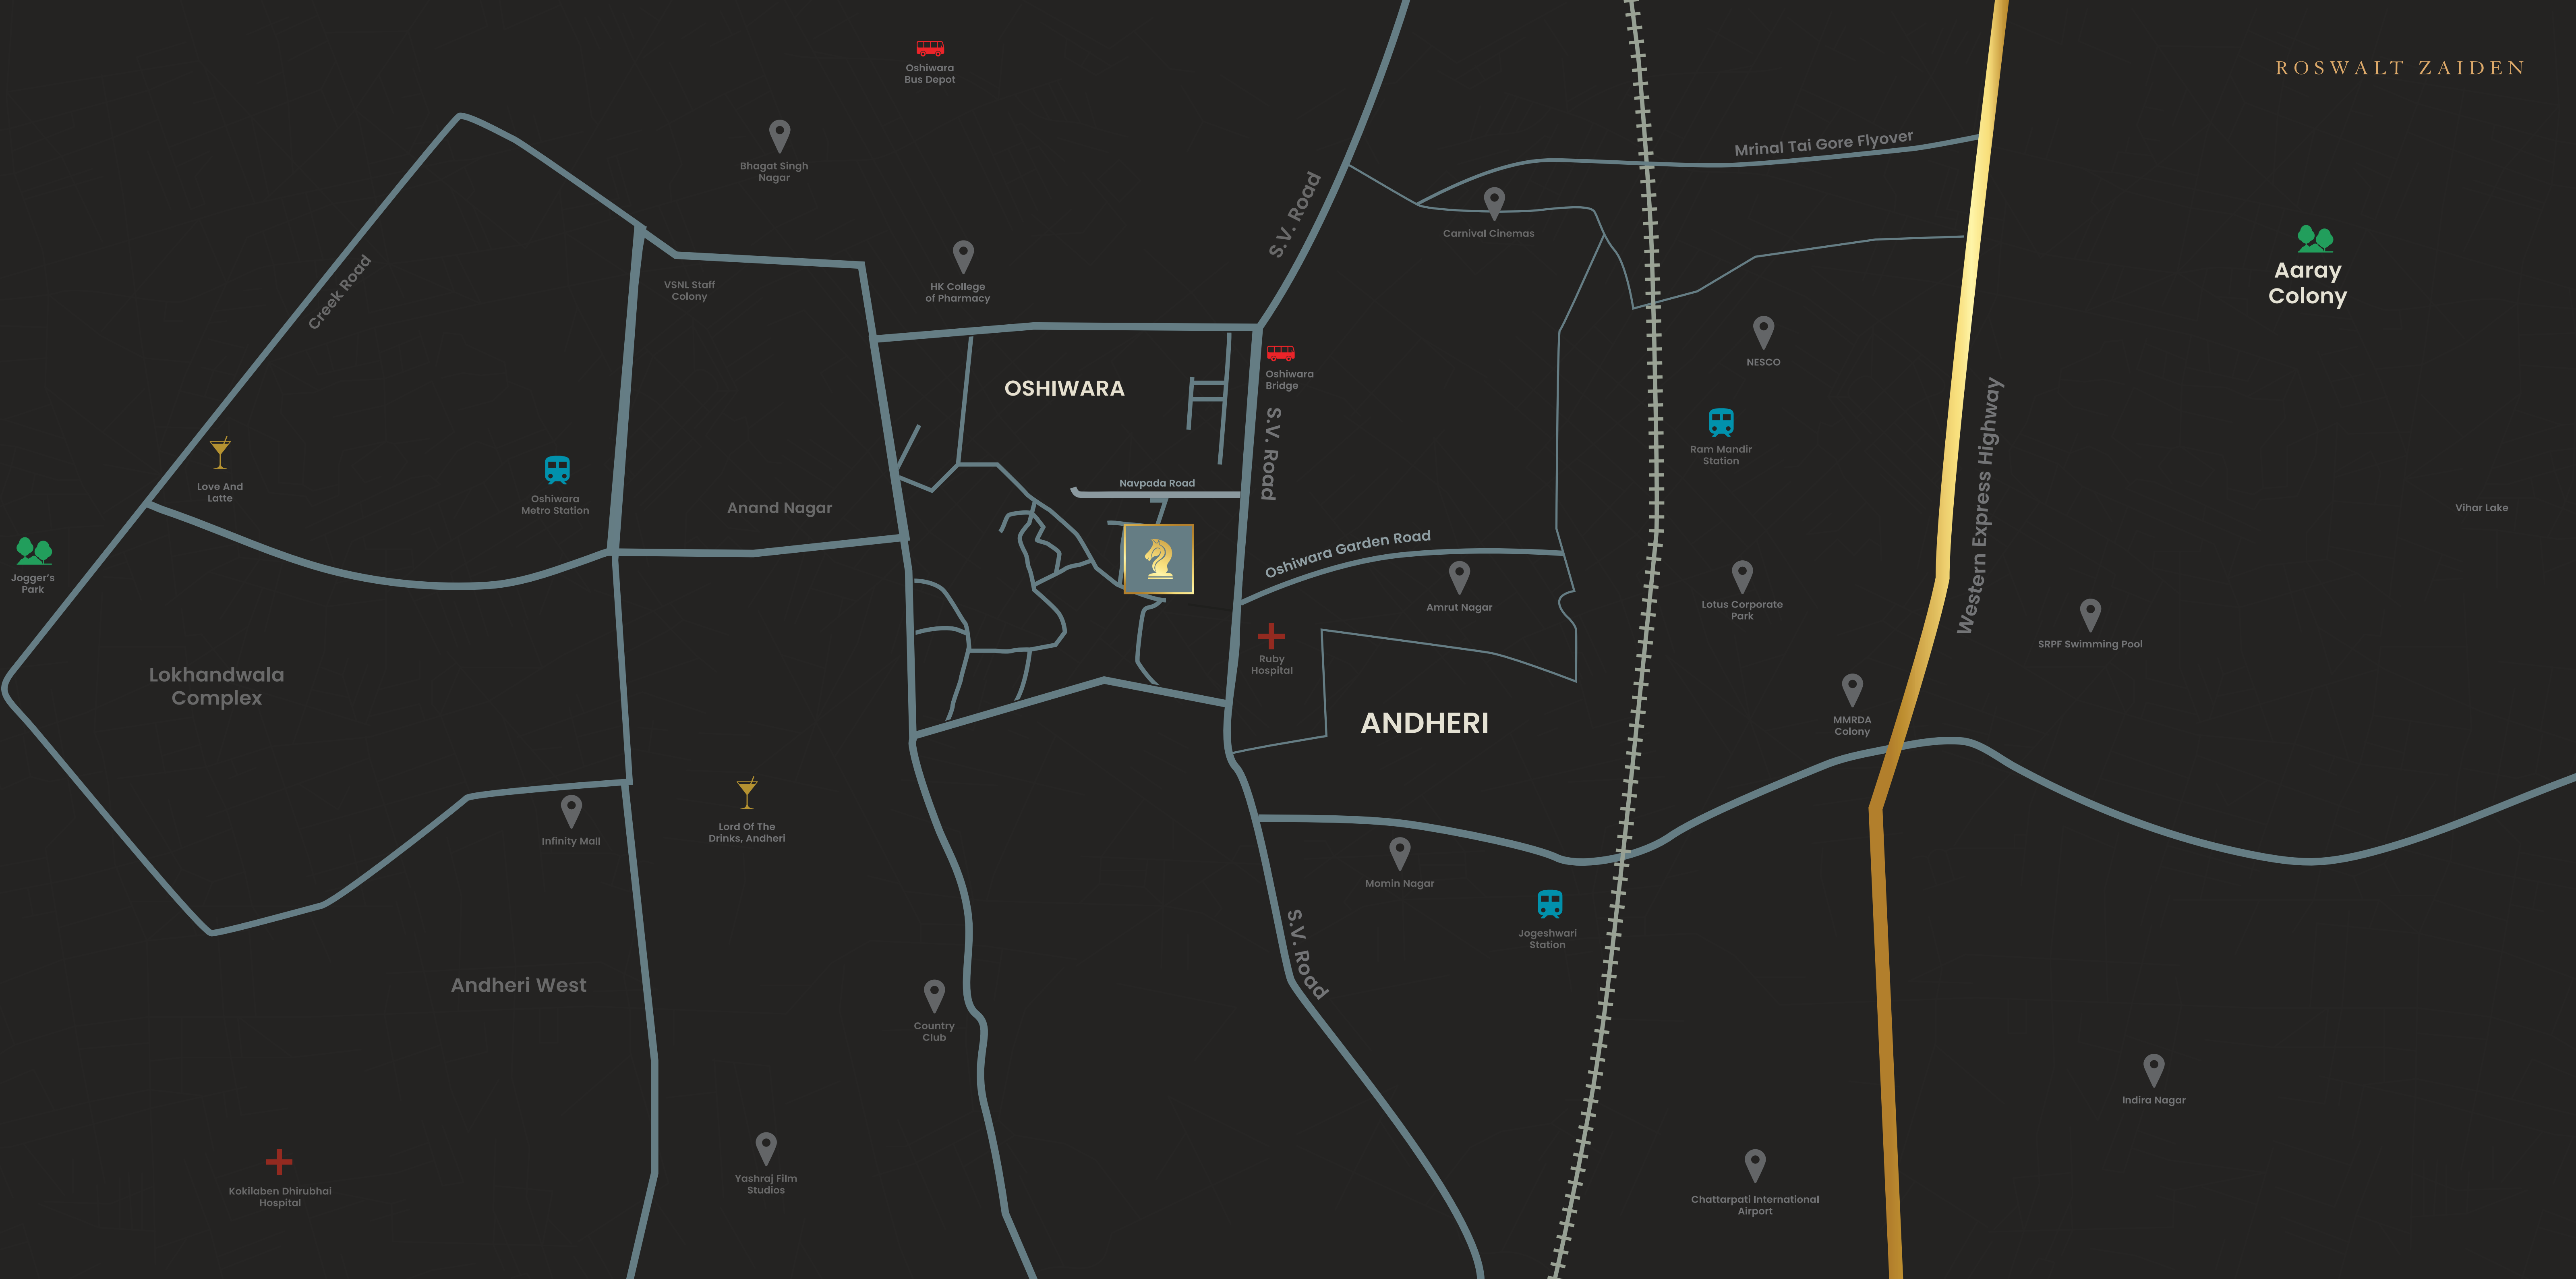 Oshiwara
Bus Depot
ROSWALT ZAIDEN
Mrinal Tai Gore Flyover
Bhagat Singh
Nagar
S.V. Road
Carnival Cinemas
Aaray
Colony
Creek Road
VSNL Staff
Colony
HK College
of Pharmacy
NESCO
Oshiwara
Bridge
OSHIWARA
S.V. Road
Western Express Highway
Ram Mandir
Station
Love And
Latte
Oshiwara
Metro Station
Navpada Road
Anand Nagar
Vihar Lake
Oshiwara Garden Road
Jogger's
Park
Amrut Nagar
Lotus Corporate
Park
SRPF Swimming Pool
Ruby
Hospital
Lokhandwala
Complex
ANDHERI
MMRDA
Colony
Infinity Mall
Lord Of The
Drinks, Andheri
Momin Nagar
Jogeshwari
Station
S.V. Road
Andheri West
Country
Club
Indira Nagar
Kokilaben Dhirubhai
Hospital
Yashraj Film
Studios
Chattarpati International
Airport